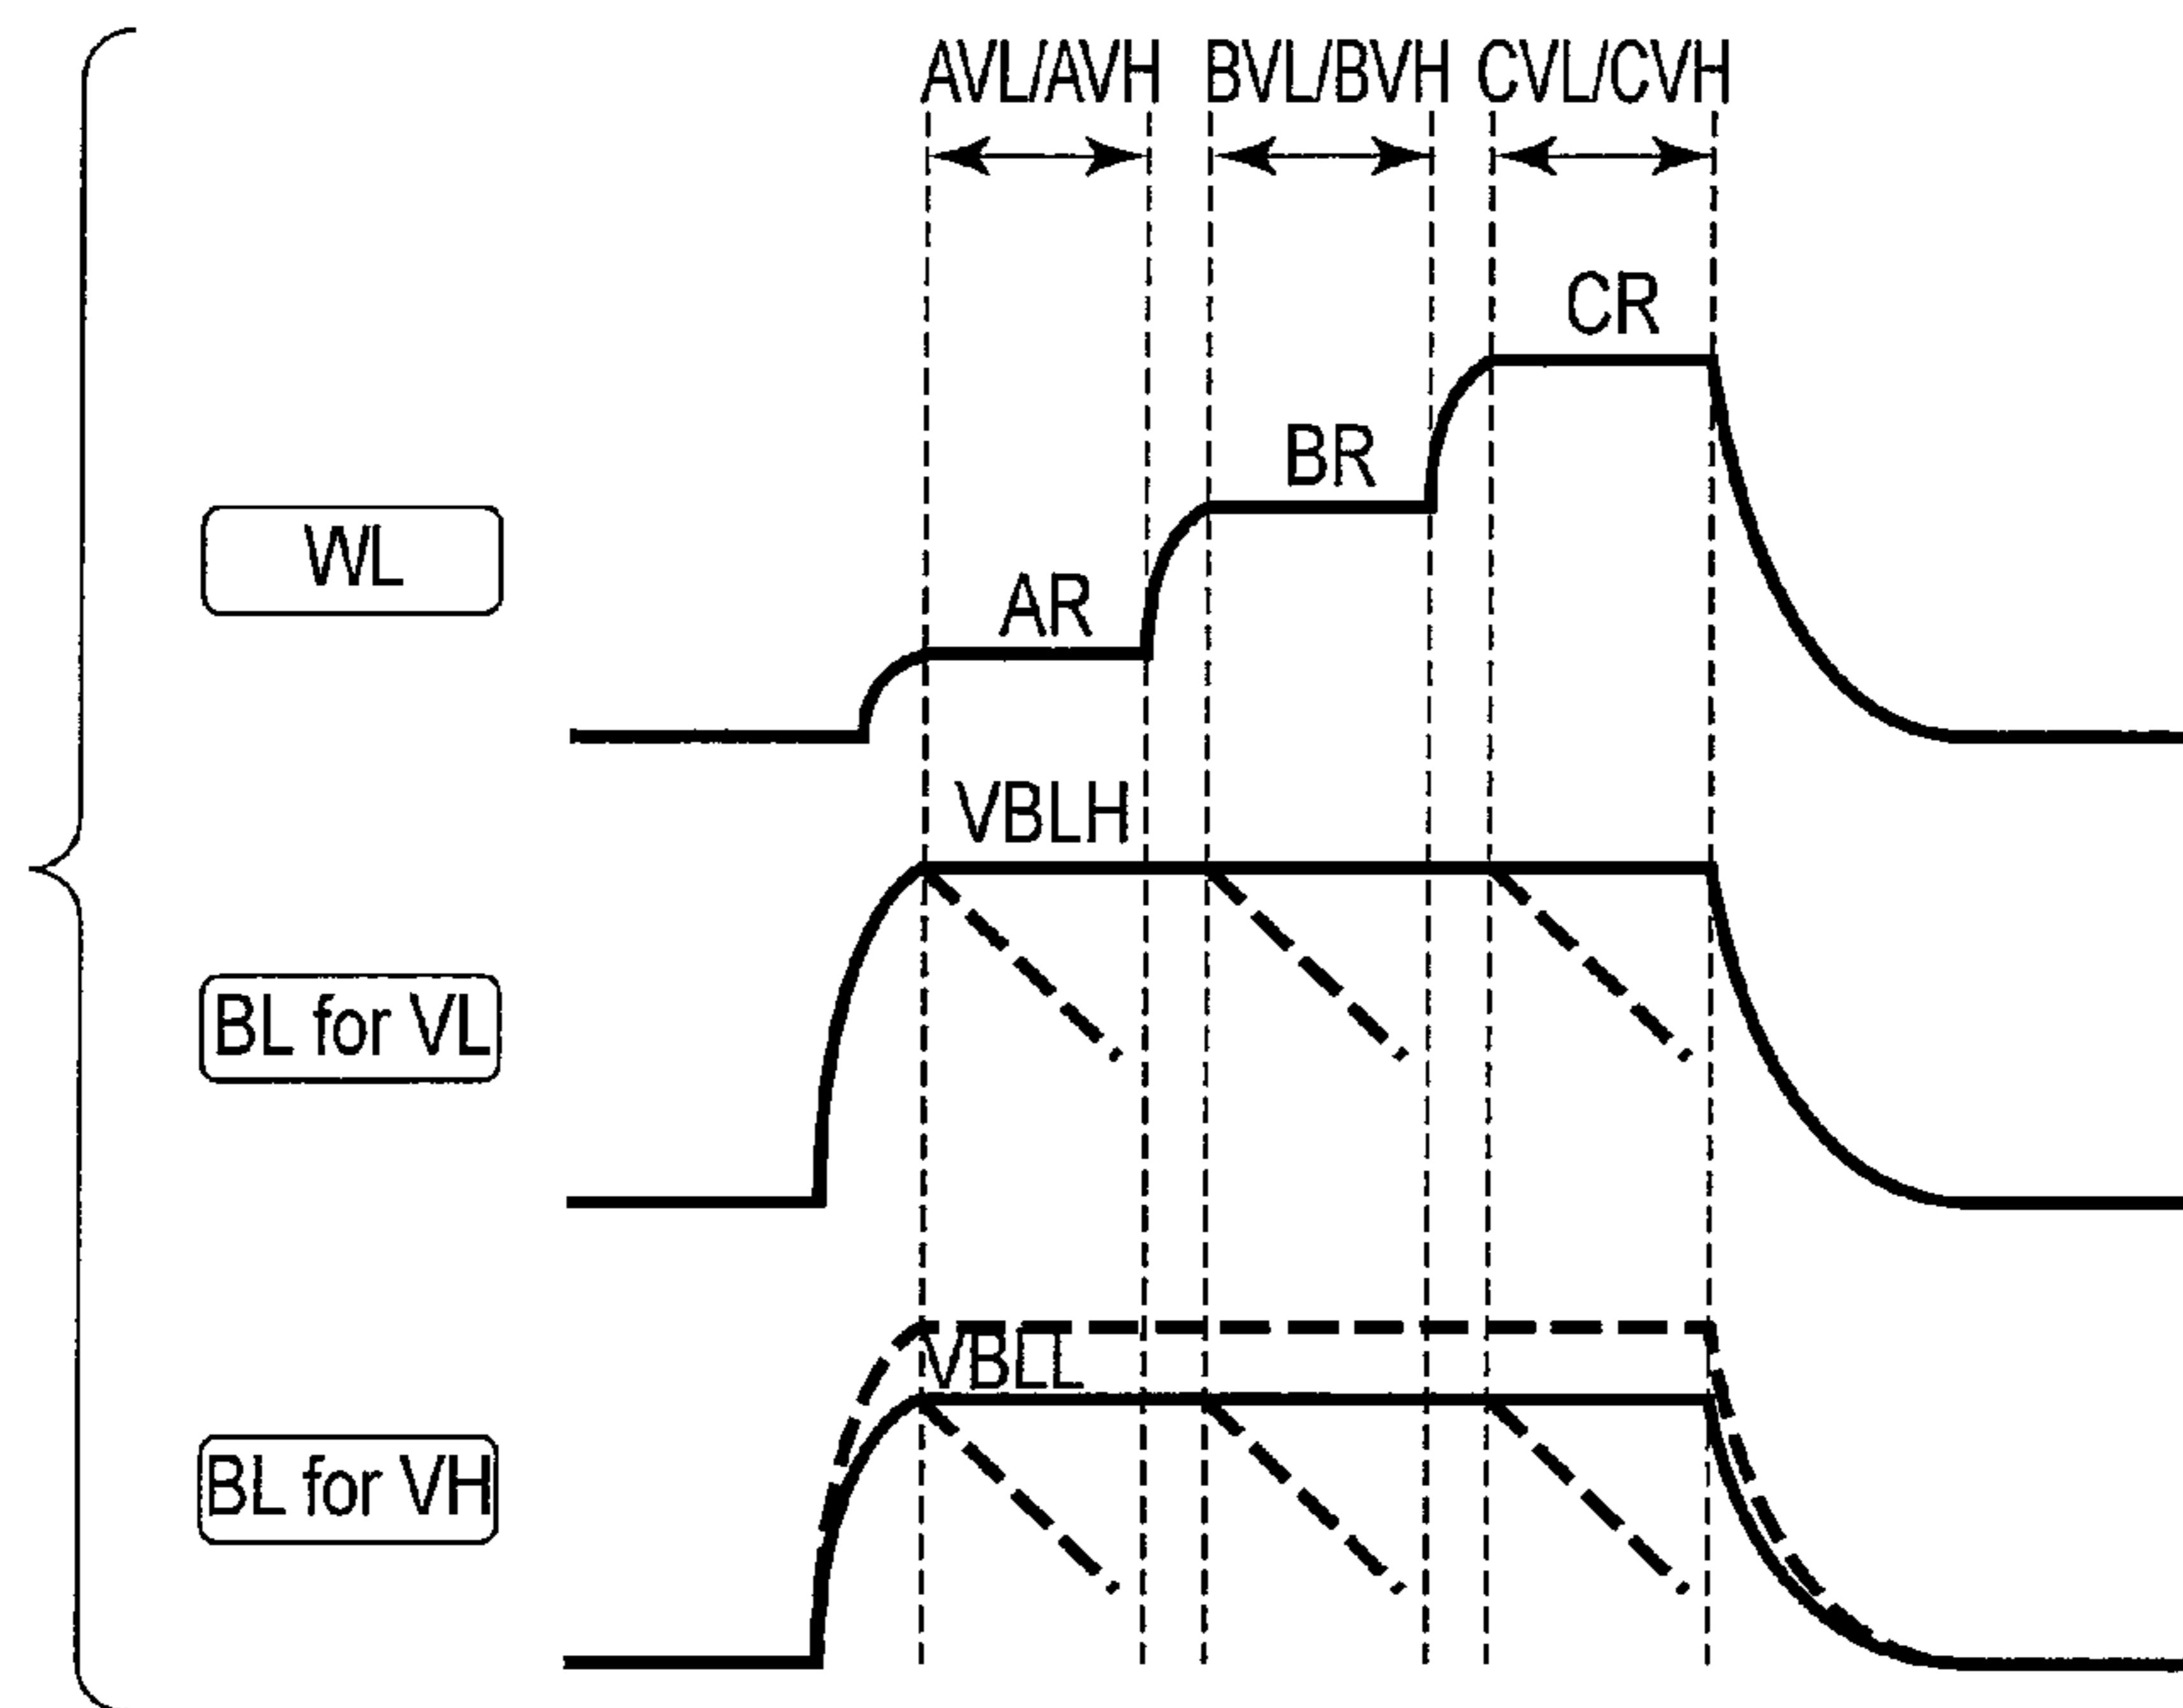 AVL/AVH BVL/BVH CVL/CVH
CR
BR
WL
AR
VBLH
BL for VL
VBLL
BL for VH